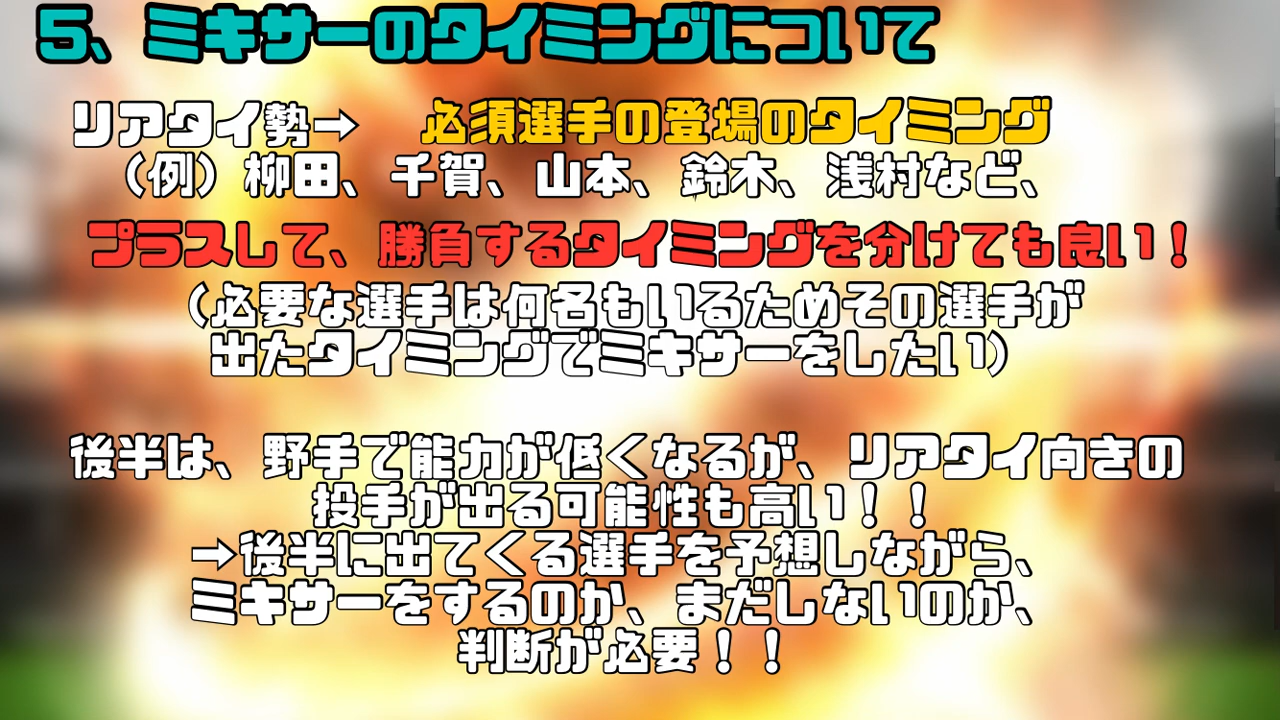 5、ミキサーのタイミングについて
リアタイ勢→ 必須選手の登場のタイミング
（例）柳田、千賀、山本、鈴木、浅村など、
プラスして、勝負するタイミングを分けても良い！
（必要な選手は何名もいるためその選手が
出たタイミングでミキサーをしたい）
後半は、野手で能力が低くなるが、リアタイ向きの
投手が出る可能性も高い！！
→後半に出てくる選手を予想しながら、
ミキサーをするのか、まだしないのか、
判断が必要！！